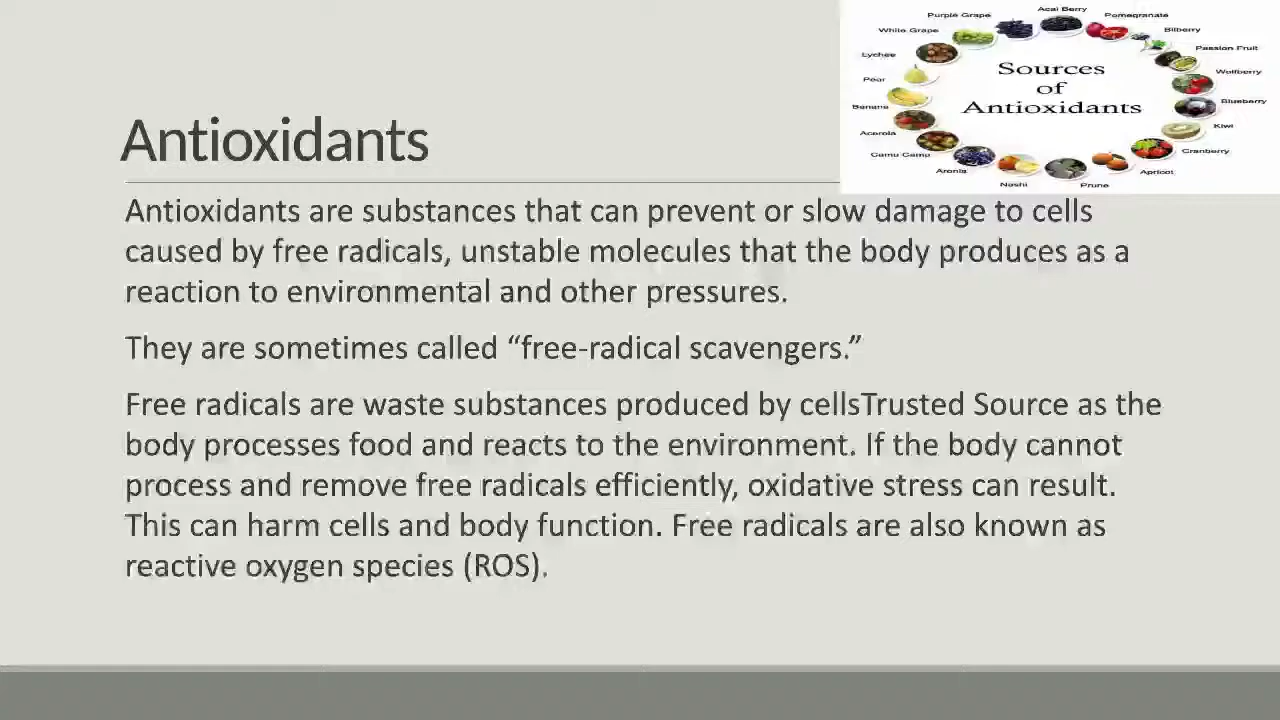 Antioxidants
Antioxidants are substances that can prevent or slow damage to cells
caused by free radicals, unstable molecules that the body produces as a
reaction to environmental and other pressures.
They are sometimes called “free-radical scavengers.”
Free radicals are waste substances produced by cellsTrusted Source as the
body processes food and reacts to the environment. If the body cannot
process and remove free radicals efficiently, oxidative stress can result.
This can harm cells and body function. Free radicals are also known as
reactive oxygen species (ROS).
Sources
of
Antioxidants
Acai Berry
Pomegranate
Bilberry
Passion Fruit
Wolfberry
Blueberry
Kiwi
Cranberry
Apricot
Prune
Nashi
Aronia
Camu Camu
Acerola
Banana
Pear
Lychee
White Grape
Purple Grape